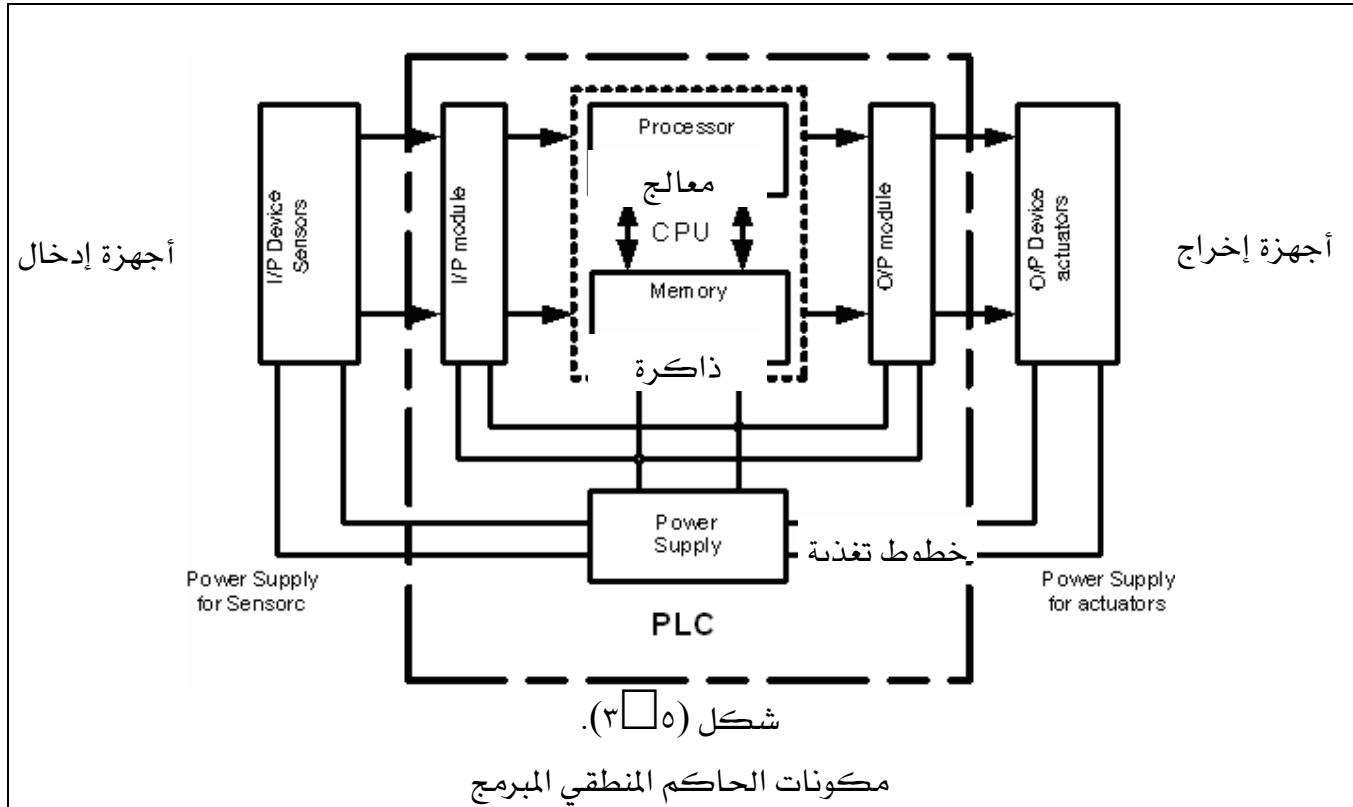 Processor
معالج
CPU
Memory
ذاكرة
I/P Device
Sensors
I/P module
O/P module
O/P Device
actuators
أجهزة إدخال
أجهزة إخراج
Power
Supply
خطوط تغذية
Power Supply
for Sensorc
Power Supply
for actuators
PLC
شكل (٥□٣).
مكونات الحاكم المنطقي المبرمج